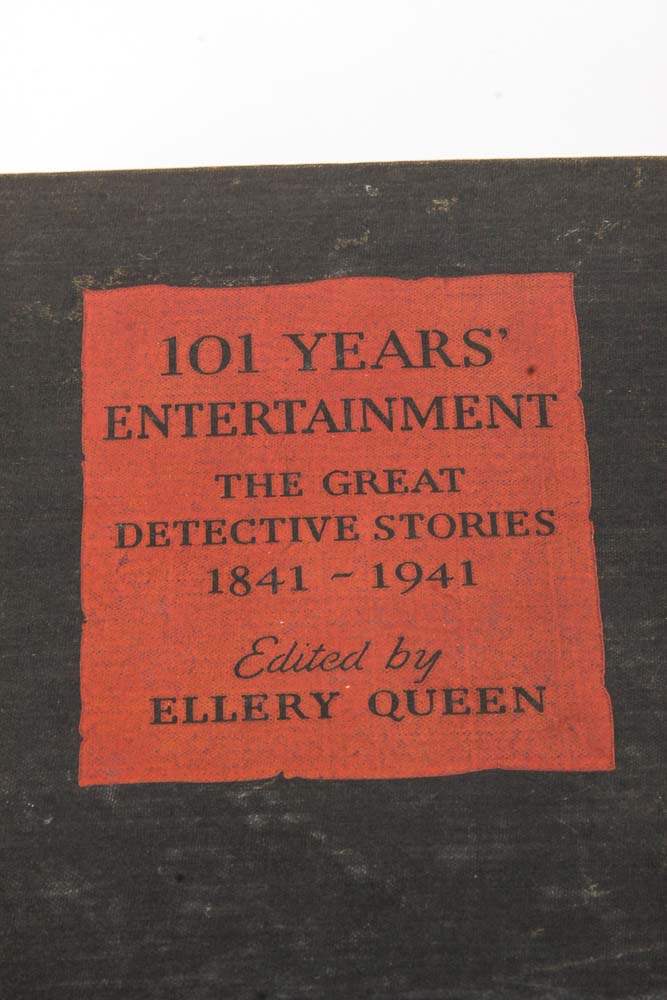 101 YEARS'
ENTERTAINMENT
THE GREAT
DETECTIVE STORIES
1841 - 1941
Edited by
ELLERY QUEEN